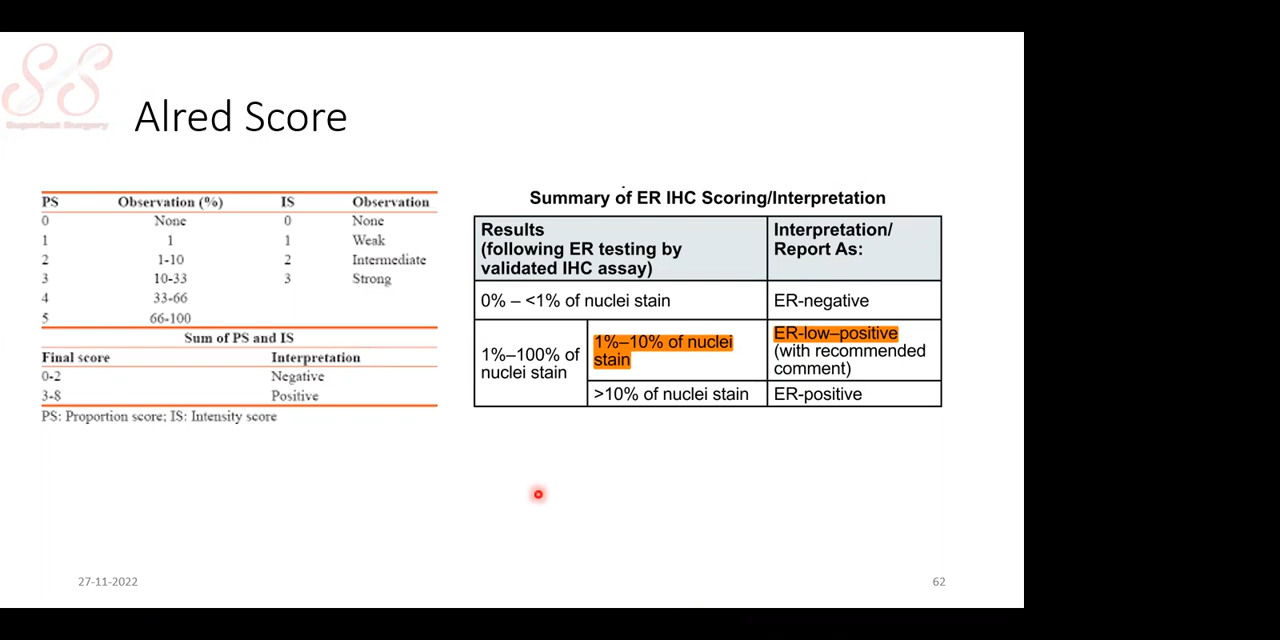 SS
Superfast Surgery
Alred Score
PS Observation (%) IS Observation
0 None 0 None
1 1 1 Weak
2 1-10 2 Intermediate
3 10-33 3 Strong
4 33-66
5 66-100
Sum of PS and IS
Final score Interpretation
0-2 Negative
3-8 Positive
PS: Proportion score; IS: Intensity score
Summary of ER IHC Scoring/Interpretation
Results
(following ER testing by
validated IHC assay)
Interpretation/
Report As:
0% – <1% of nuclei stain
ER-negative
1%–100% of
nuclei stain
1%–10% of nuclei
stain
ER-low–positive
(with recommended
comment)
>10% of nuclei stain
ER-positive
27-11-2022
62